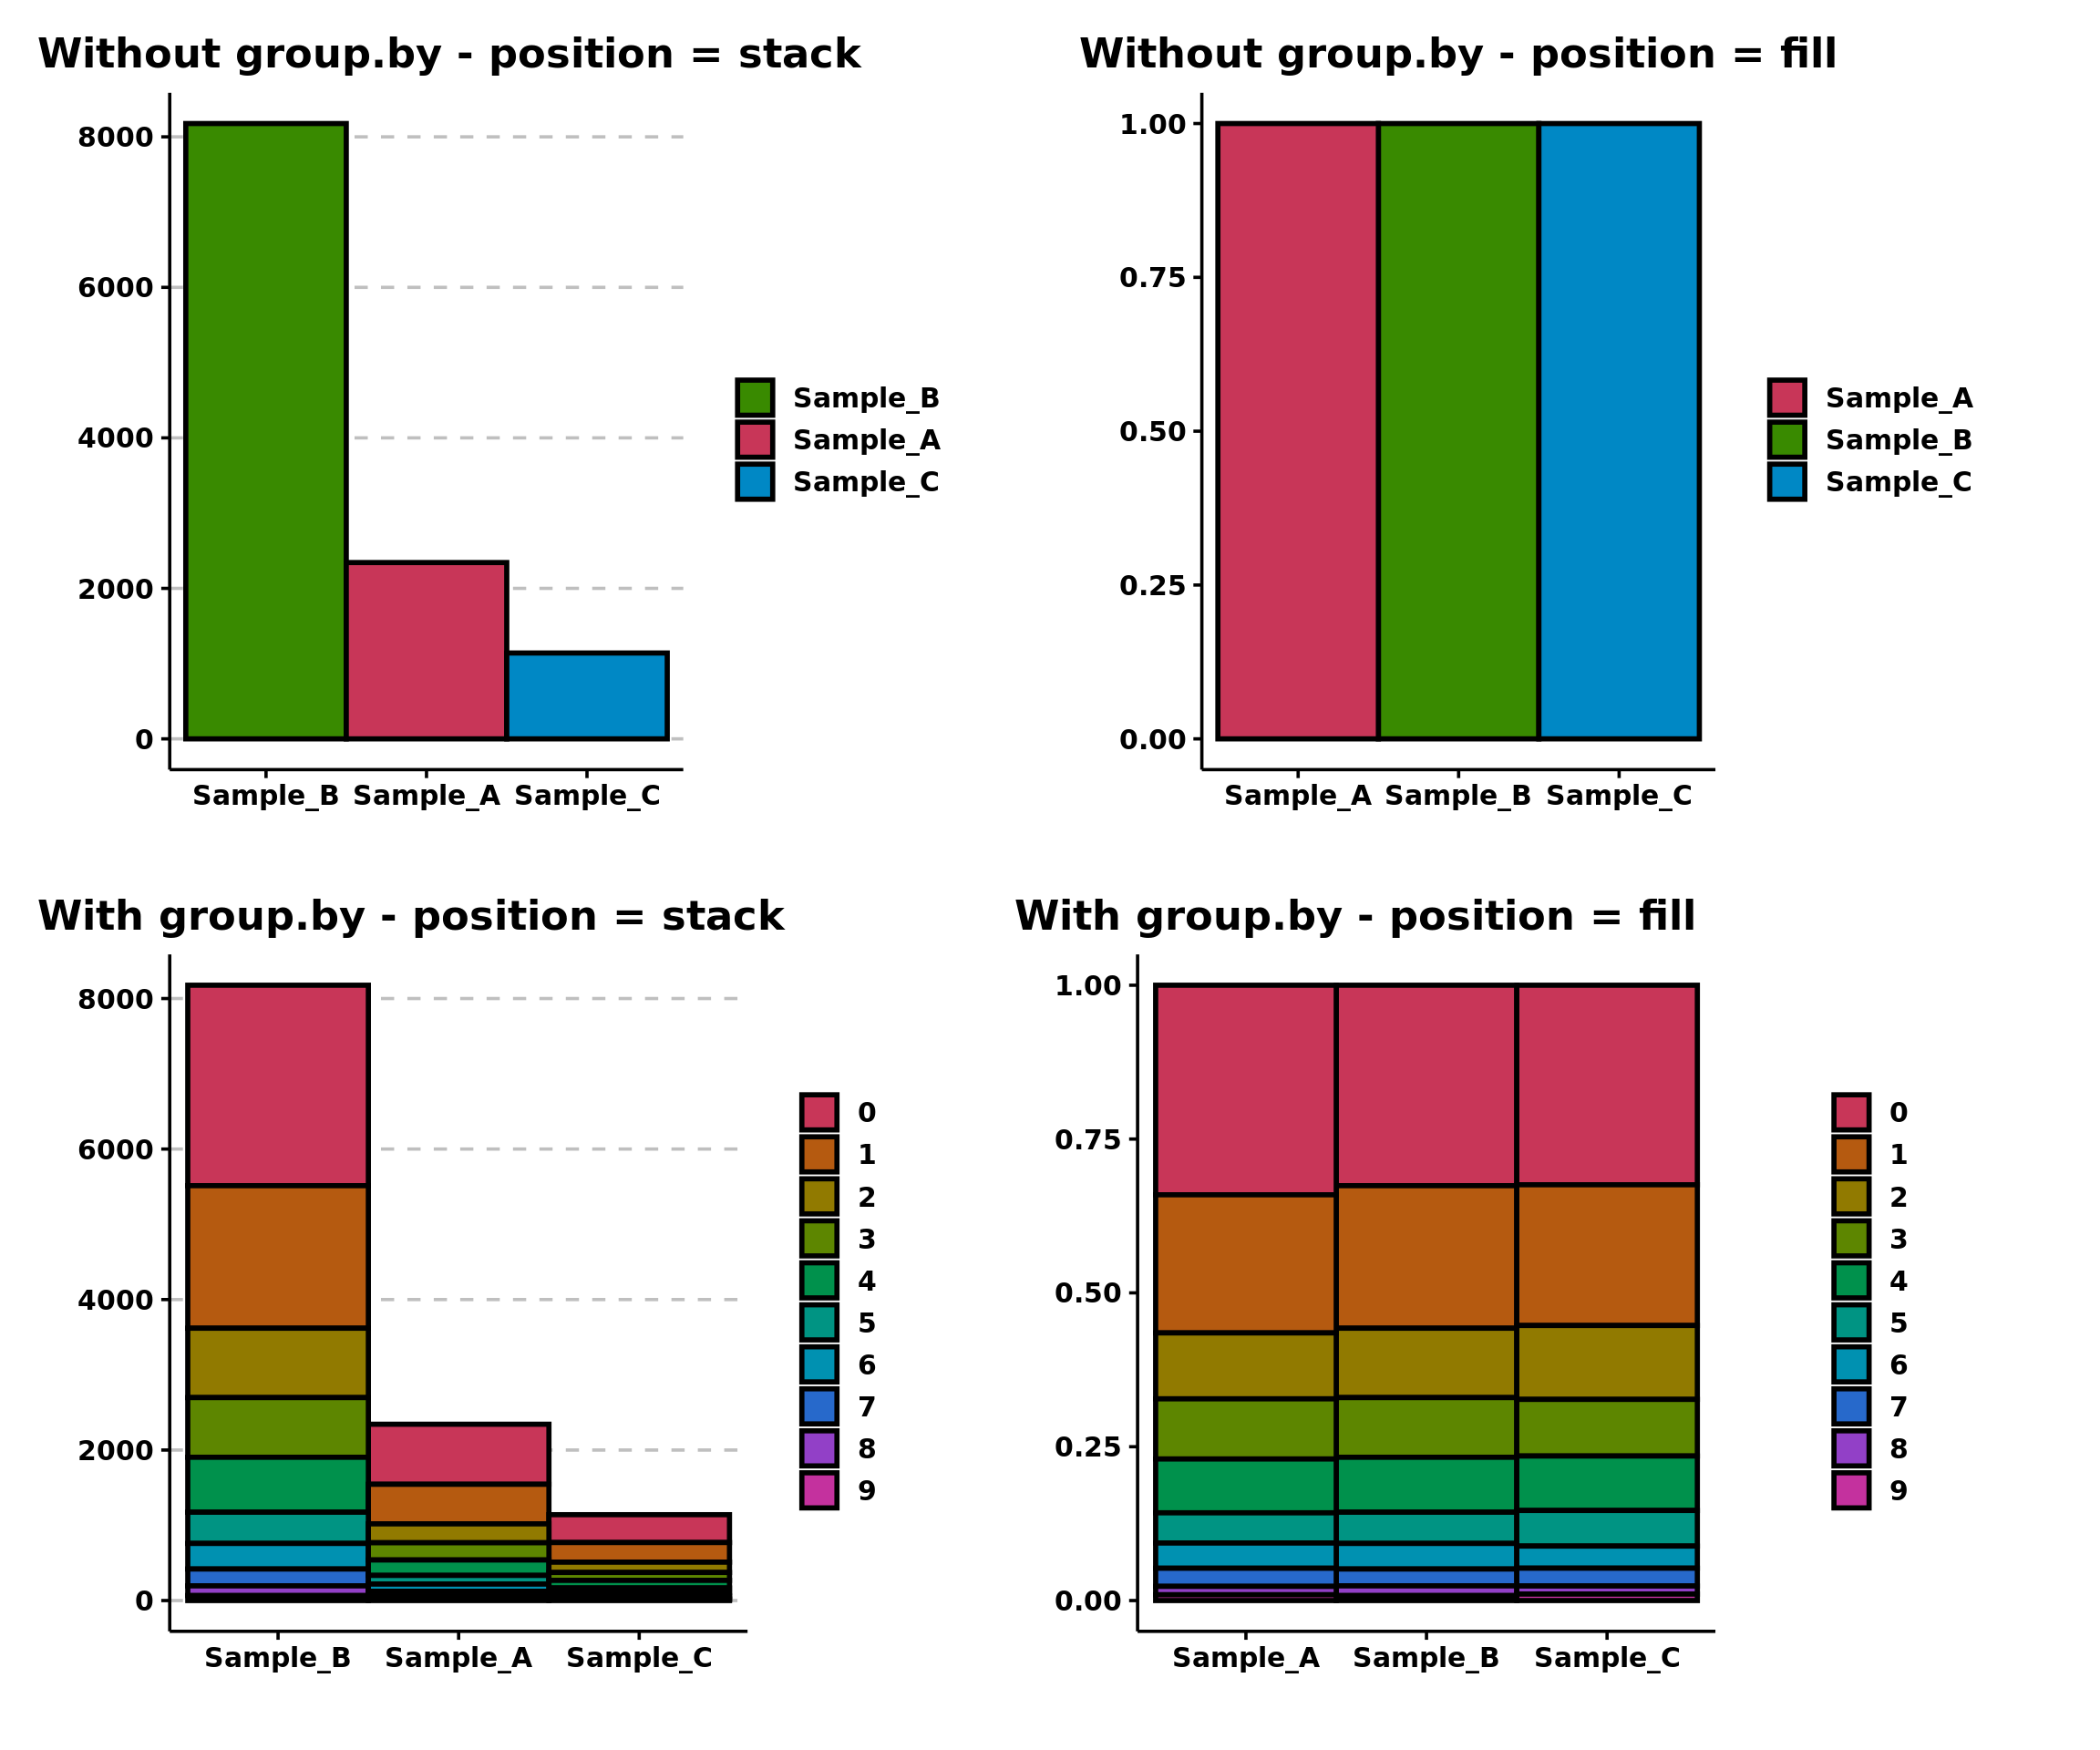 Without group.by - position = stack
8000
6000
4000
2000
0
Sample_B Sample_A Sample_C
Sample_B
Sample_A
Sample_C
Without group.by - position = fill
1.00
0.75
0.50
0.25
0.00
Sample_A Sample_B Sample_C
Sample_A
Sample_B
Sample_C
With group.by - position = stack
8000
6000
4000
2000
0
Sample_B Sample_A Sample_C
0
1
2
3
4
5
6
7
8
9
With group.by - position = fill
1.00
0.75
0.50
0.25
0.00
Sample_A Sample_B Sample_C
0
1
2
3
4
5
6
7
8
9